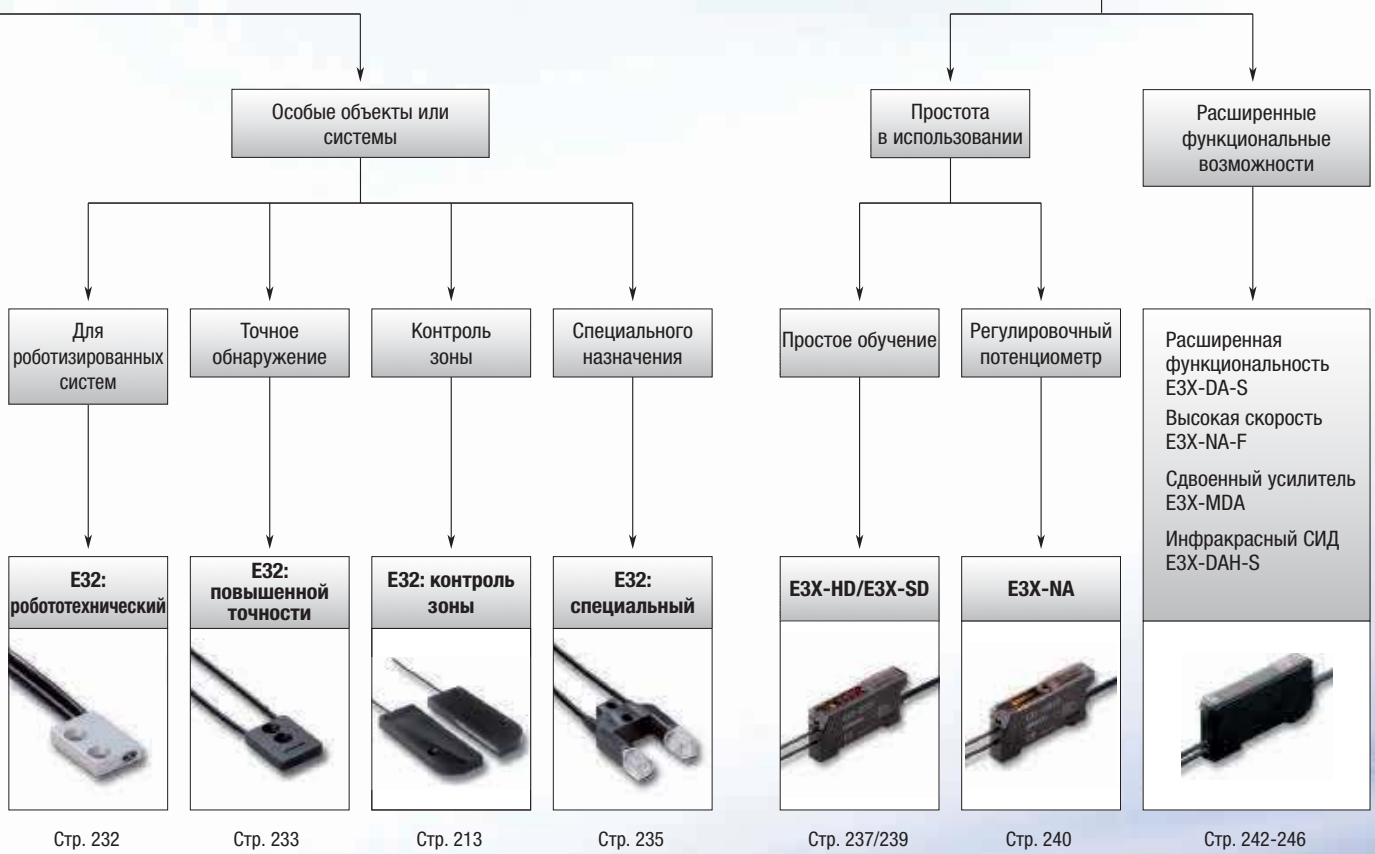 Особые объекты или
системы
Простота
в использовании
Расширенные
функциональные
возможности
Для
роботизированных
систем
Точное
обнаружение
Контроль
зоны
Специального
назначения
Простое обучение
Регулировочный
потенциометр
Расширенная
функциональность
E3X-DA-S
Высокая скорость
E3X-NA-F
Сдвоенный усилитель
E3X-MDA
Инфракрасный СИД
E3X-DAH-S
E32:
робототехнический
E32:
повышенной
точности
E32: контроль
зоны
E32:
специальный
E3X-HD/E3X-SD
E3X-NA
Стр. 232
Стр. 233
Стр. 213
Стр. 235
Стр. 237/239
Стр. 240
Стр. 242-246